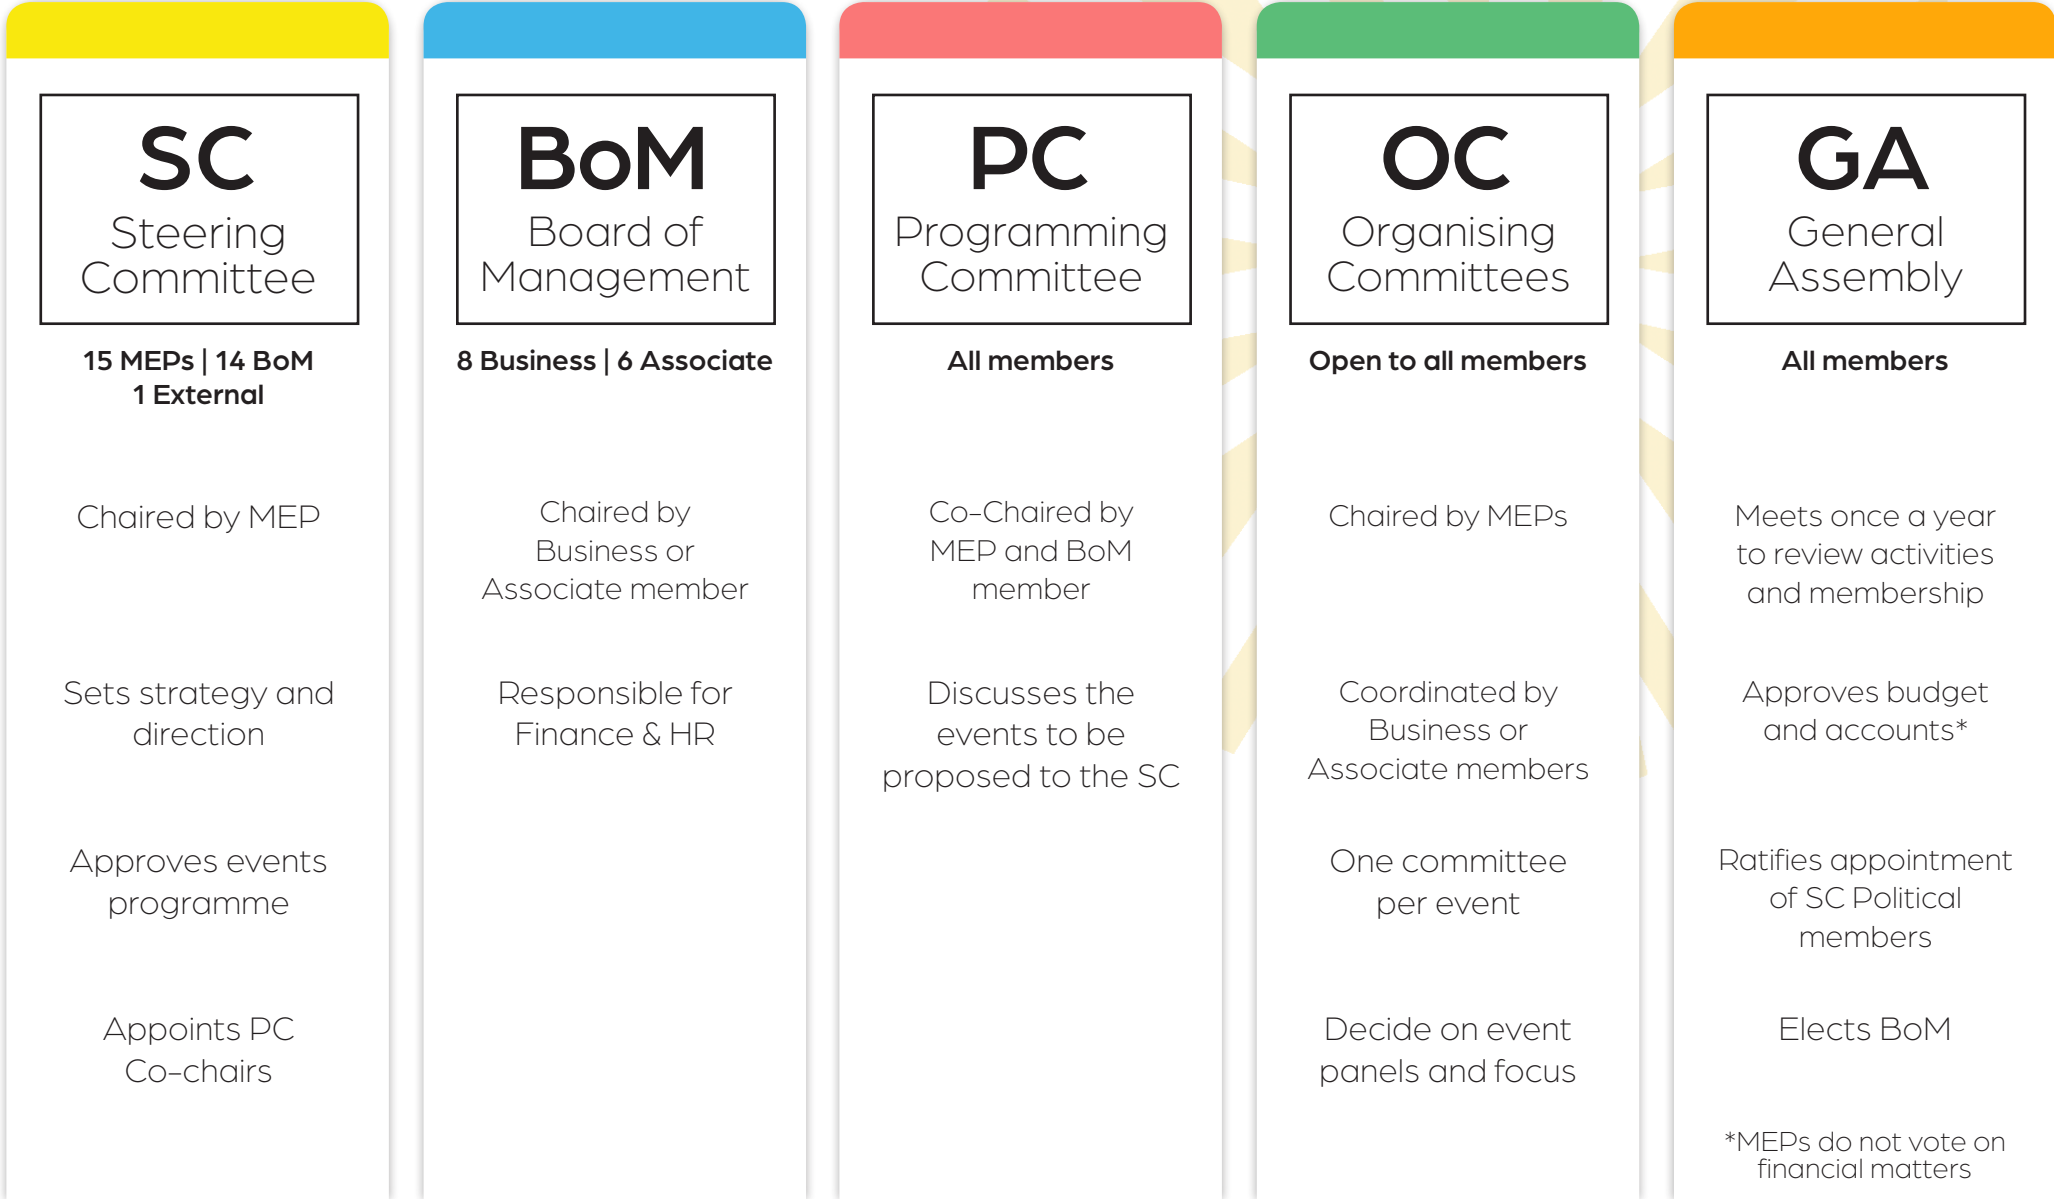 SC
Steering
Committee
15 MEPs | 14 BoM
1 External
Chaired by MEP
Sets strategy and
direction
Approves events
programme
Appoints PC
Co-chairs
BoM
Board of
Management
8 Business | 6 Associate
Chaired by
Business or
Associate member
Responsible for
Finance & HR
PC
Programming
Committee
All members
Co-Chaired by
MEP and BoM
member
Discusses the
events to be
proposed to the SC
OC
Organising
Committees
Open to all members
Chaired by MEPs
Coordinated by
Business or
Associate members
One committee
per event
Decide on event
panels and focus
GA
General
Assembly
All members
Meets once a year
to review activities
and membership
Approves budget
and accounts*
Ratifies appointment
of SC Political
members
Elects BoM
*MEPs do not vote on
financial matters